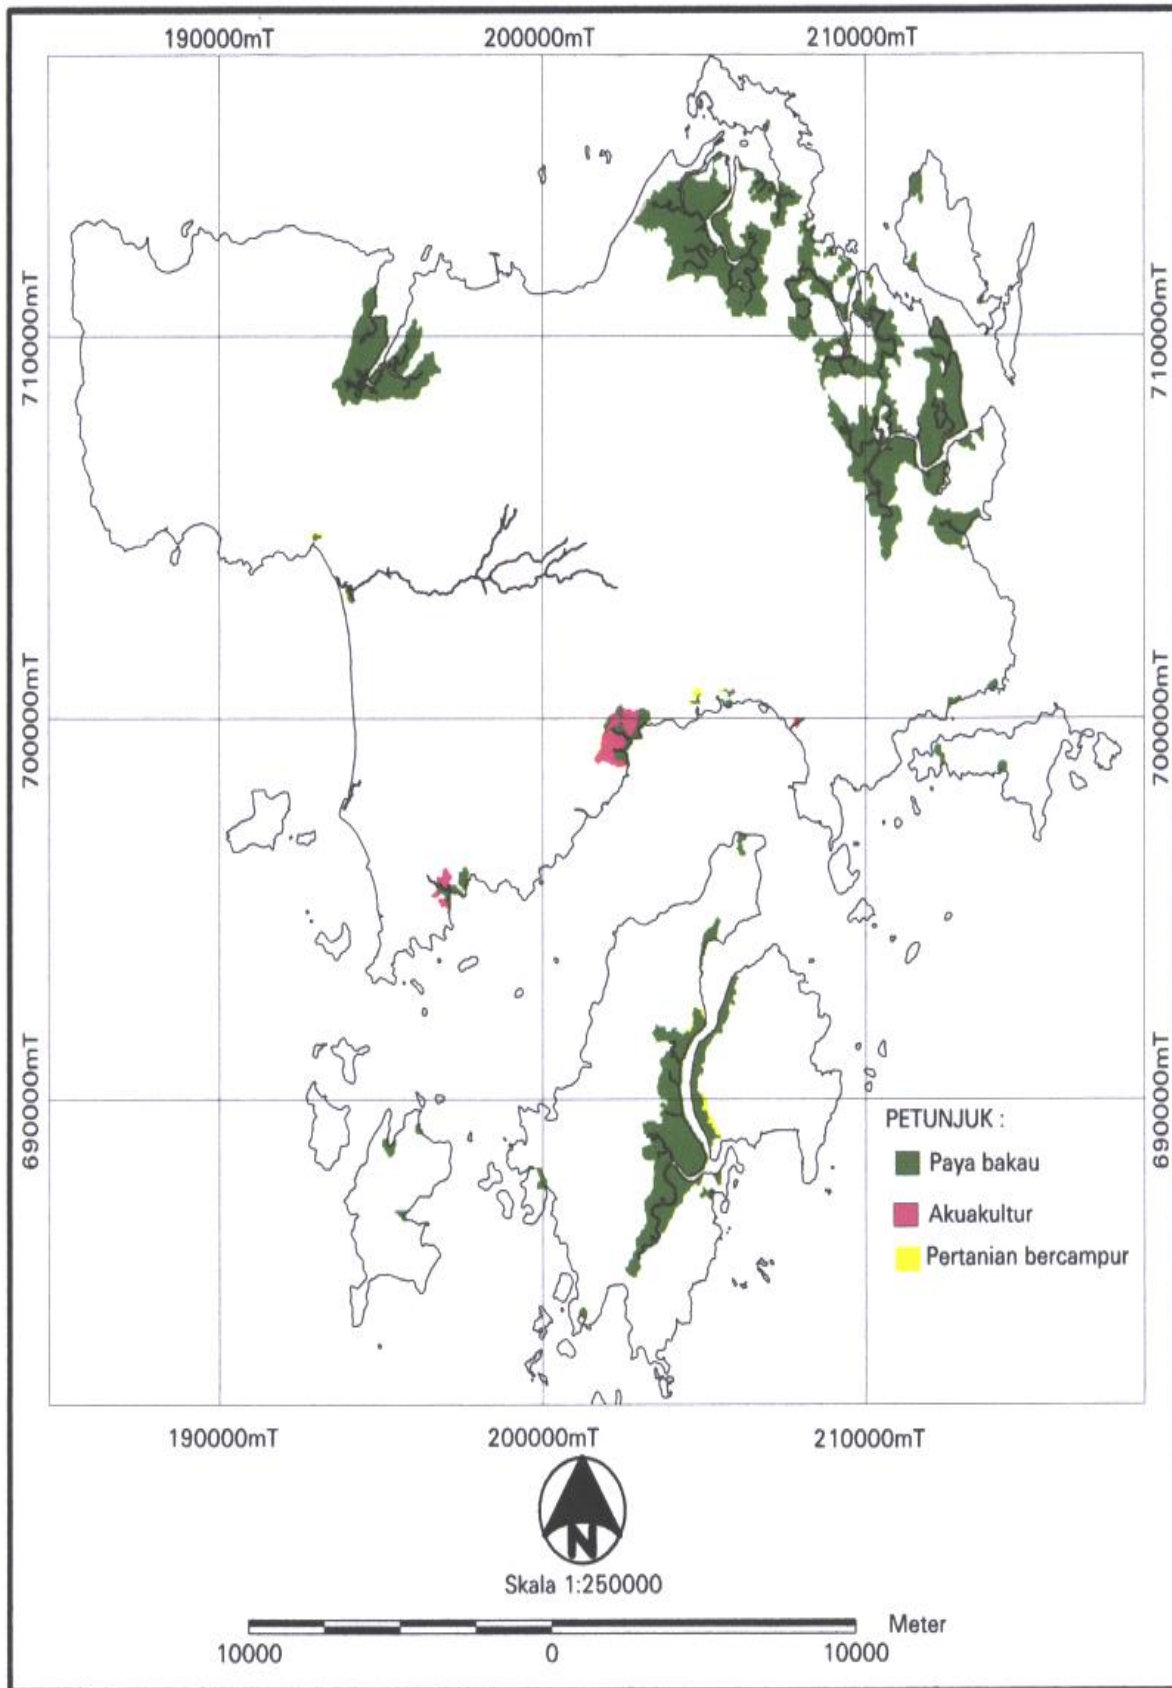 190000mT 200000mT 210000mT
710000mT 710000mT
700000mT 700000mT
690000mT 690000mT
PETUNJUK :
Paya bakau
Akuakultur
Pertanian bercampur
190000mT 200000mT 210000mT
N
Skala 1:250000
Meter
10000 0 10000